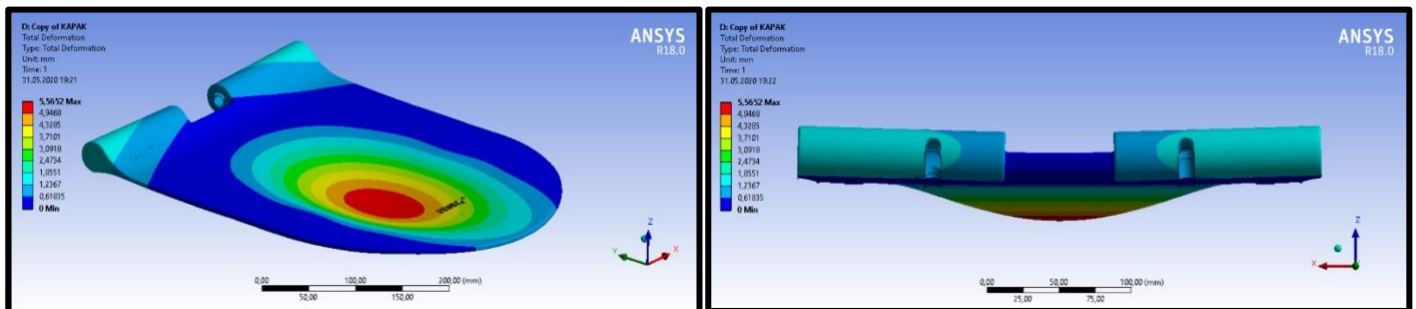 D: Copy of KAPAK
Total Deformation
Type: Total Deformation
Unit: mm
Time: 1
31.05.2020 19:21
ANSYS
R18.0
5,5652 Max
4,9468
4,3285
3,7101
3,0918
2,4734
1,8551
1,2367
0,61835
0 Min
Z
Y
X
0,00
100,00
200,00 (mm)
50,00
150,00
D: Copy of KAPAK
Total Deformation
Type: Total Deformation
Unit: mm
Time: 1
31.05.2020 19:22
ANSYS
R18.0
5,5652 Max
4,9468
4,3285
3,7101
3,0918
2,4734
1,8551
1,2367
0,61835
0 Min
Z
X
0,00
50,00
100,00 (mm)
25,00
75,00